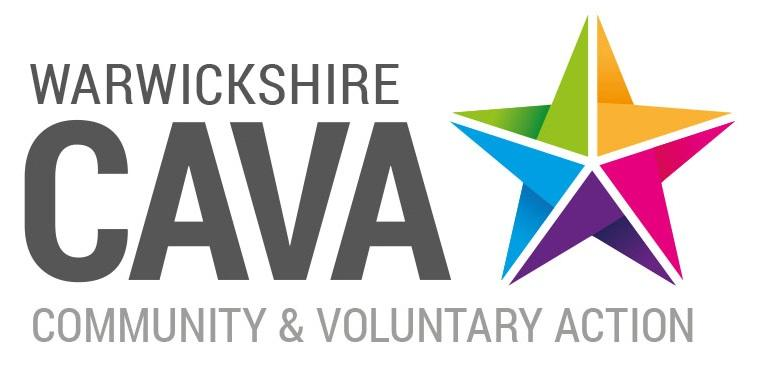 WARWICKSHIRE
CAVA
COMMUNITY & VOLUNTARY ACTION